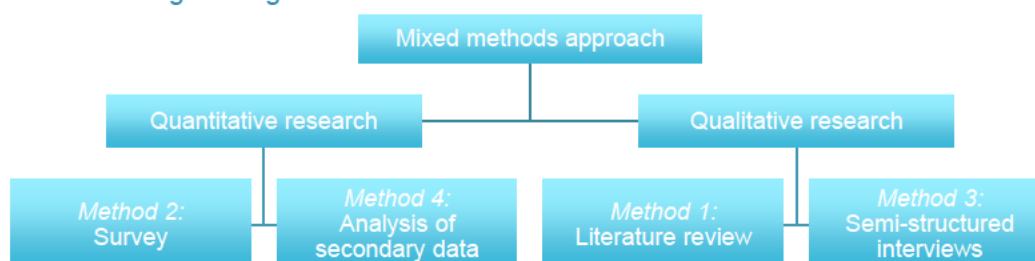 Mixed methods approach
Quantitative research
Qualitative research
Method 2:
Survey
Method 4:
Analysis of
secondary data
Method 1:
Literature review
Method 3:
Semi-structured
interviews